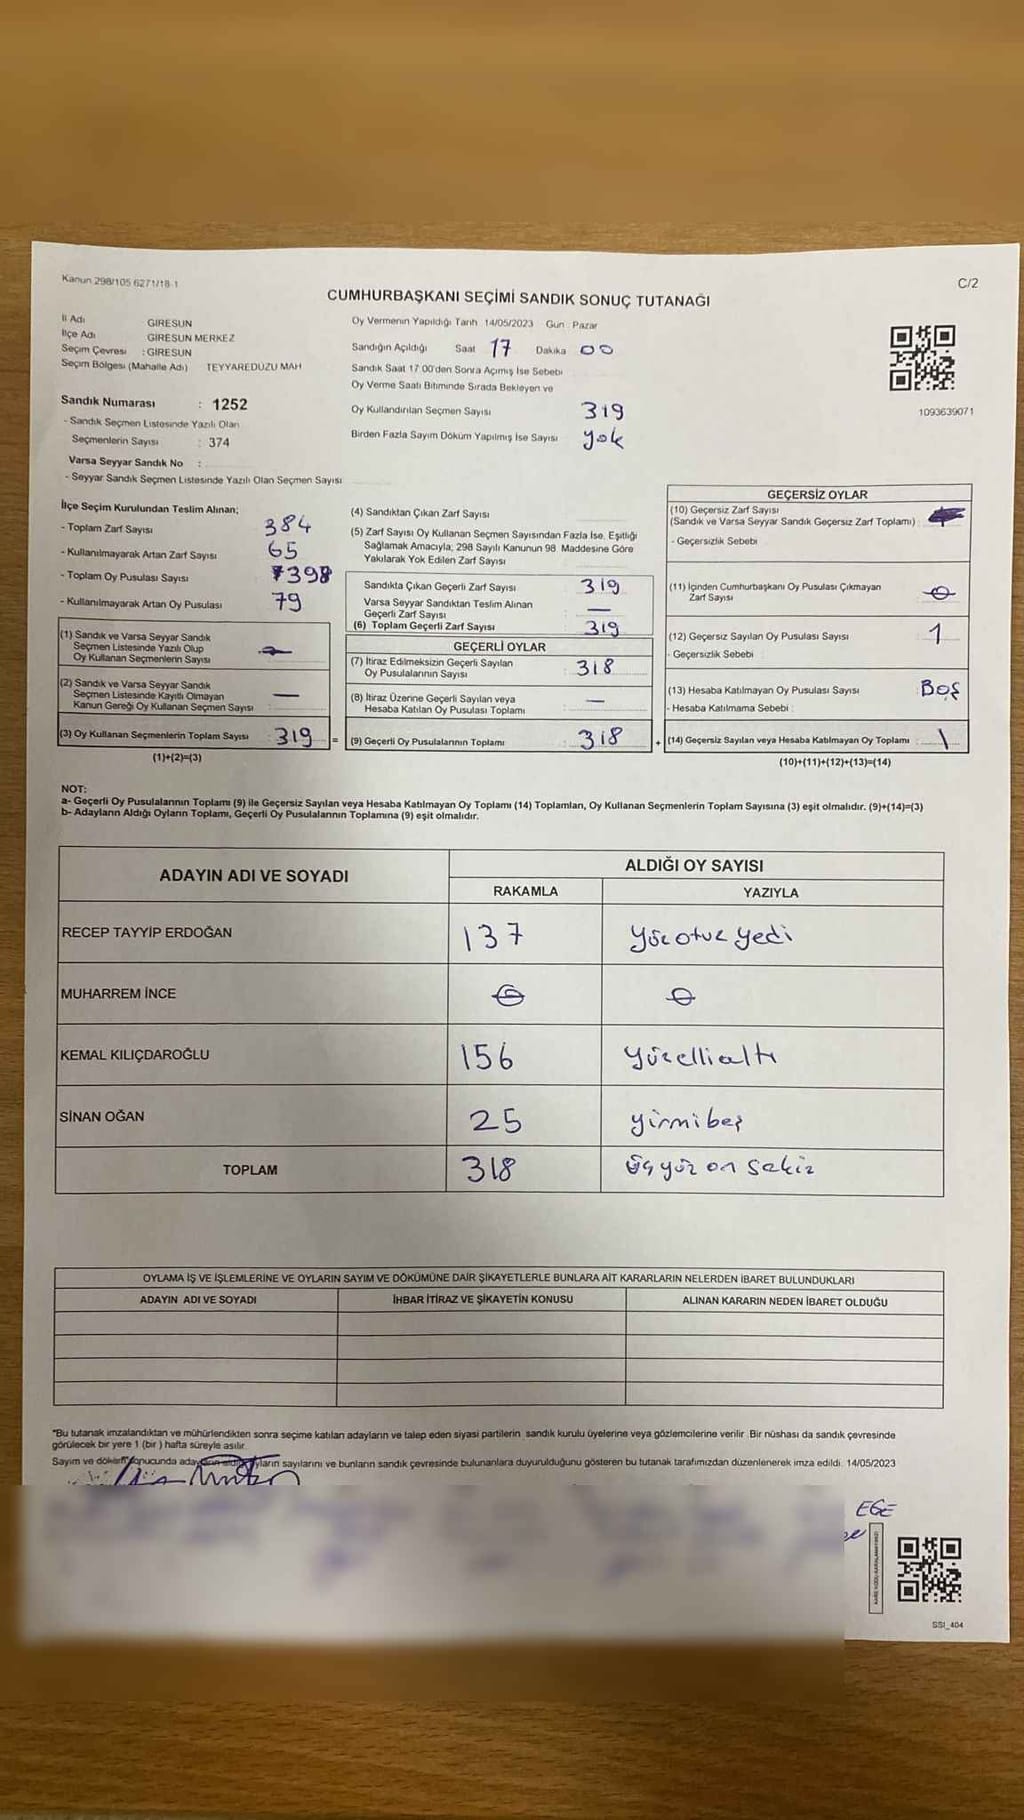 Kanun 298/105 6271/18-1
C/2
CUMHURBAŞKANI SEÇİMİ SANDIK SONUÇ TUTANAĞI
İl Adı GİRESUN
İlçe Adı GİRESUN MERKEZ
Seçim Çevresi : GİRESUN
Seçim Bölgesi (Mahalle Adı) TEYYAREDÜZÜ MAH
Sandık Numarası : 1252
- Sandık Seçmen Listesinde Yazılı Olan
Seçmenlerin Sayısı : 374
Varsa Seyyar Sandık No :
- Seyyar Sandık Seçmen Listesinde Yazılı Olan Seçmen Sayısı
Oy Vermenin Yapıldığı Tarih 14/05/2023 Gün : Pazar
Sandığın Açıldığı Saat 17 Dakika 00
Sandık Saat 17.00'den Sonra Açımış İse Sebebi
Oy Verme Saati Bitiminde Sırada Bekleyen ve
Oy Kullandırılan Seçmen Sayısı 319
Birden Fazla Sayım Döküm Yapılmış İse Sayısı yok
1093639071
İlçe Seçim Kurulundan Teslim Alınan;
- Toplam Zarf Sayısı 384
- Kullanılmayarak Artan Zarf Sayısı 65
- Toplam Oy Pusulası Sayısı 398
- Kullanılmayarak Artan Oy Pusulası 79
(1) Sandık ve Varsa Seyyar Sandık
Seçmen Listesinde Yazılı Olup
Oy Kullanan Seçmenlerin Sayısı
(2) Sandık ve Varsa Seyyar Sandık
Seçmen Listesinde Kayıtlı Olmayan
Kanun Gereği Oy Kullanan Seçmen Sayısı —
(3) Oy Kullanan Seçmenlerin Toplam Sayısı 319 =
(1)+(2)=(3)
(4) Sandıktan Çıkan Zarf Sayısı
(5) Zarf Sayısı Oy Kullanan Seçmen Sayısından Fazla İse, Eşitliği
Sağlamak Amacıyla; 298 Sayılı Kanunun 98. Maddesine Göre
Yakılarak Yok Edilen Zarf Sayısı
Sandıkta Çıkan Geçerli Zarf Sayısı 319
Varsa Seyyar Sandıktan Teslim Alınan
Geçerli Zarf Sayısı —
(6) Toplam Geçerli Zarf Sayısı 319
GEÇERLİ OYLAR
(7) İtiraz Edilmeksizin Geçerli Sayılan
Oy Pusulasının Sayısı 318
(8) İtiraz Üzerine Geçerli Sayılan veya
Hesaba Katılan Oy Pusulası Toplamı —
(9) Geçerli Oy Pusulalarının Toplamı 318 +
GEÇERSİZ OYLAR
(10) Geçersiz Zarf Sayısı
(Sandık ve Varsa Seyyar Sandık Geçersiz Zarf Toplamı) :
- Geçersizlik Sebebi
(11) İçinden Cumhurbaşkanı Oy Pusulası Çıkmayan
Zarf Sayısı 0
(12) Geçersiz Sayılan Oy Pusulası Sayısı 1
- Geçersizlik Sebebi :
(13) Hesaba Katılmayan Oy Pusulası Sayısı Boş
- Hesaba Katılmama Sebebi :
(14) Geçersiz Sayılan veya Hesaba Katılmayan Oy Toplamı : 1
(10)+(11)+(12)+(13)=(14)
NOT:
a- Geçerli Oy Pusulalarının Toplamı (9) ile Geçersiz Sayılan veya Hesaba Katılmayan Oy Toplamı (14) Toplamları, Oy Kullanan Seçmenlerin Toplam Sayısına (3) eşit olmalıdır. (9)+(14)=(3)
b- Adayların Aldığı Oyların Toplamı, Geçerli Oy Pusulalarının Toplamına (9) eşit olmalıdır.
ADAYIN ADI VE SOYADI ALDIĞI OY SAYISI
RAKAMLA YAZIYLA
RECEP TAYYİP ERDOĞAN 137 yüz otuz yedi
MUHARREM İNCE 0 0
KEMAL KILIÇDAROĞLU 156 yüzellialtı
SİNAN OĞAN 25 yirmibeş
TOPLAM 318 üçyüz on sekiz
OYLAMA İŞ VE İŞLEMLERİNE VE OYLARIN SAYIM VE DÖKÜMÜNE DAİR ŞİKAYETLERLE BUNLARA AİT KARARLARIN NELERDEN İBARET BULUNDUKLARI
ADAYIN ADI VE SOYADI İHBAR İTİRAZ VE ŞİKAYETİN KONUSU ALINAN KARARIN NEDEN İBARET OLDUĞU
*Bu tutanak imzalandıktan ve mühürlendikten sonra seçime katılan adayların ve talep eden siyasi partilerin sandık kurulu üyelerine veya gözlemcilerine verilir. Bir nüshası da sandık çevresinde
görülecek bir yere 1 (bir) hafta süreyle asılır.
Sayım ve döküm sonucunda adayların aldığı oyların sayılarını ve bunların sandık çevresinde bulunanlara duyurulduğunu gösteren bu tutanak tarafımızdan düzenlenerek imza edildi. 14/05/2023
EGE
SSI_404